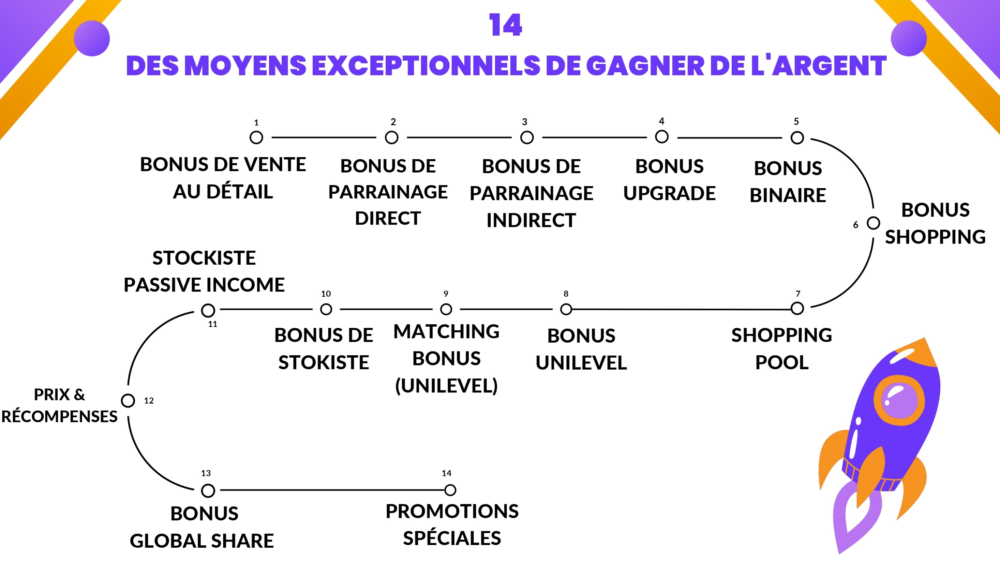 14
DES MOYENS EXCEPTIONNELS DE GAGNER DE L'ARGENT
1
BONUS DE VENTE
AU DÉTAIL
2
BONUS DE
PARRAINAGE
DIRECT
3
BONUS DE
PARRAINAGE
INDIRECT
4
BONUS
UPGRADE
5
BONUS
BINAIRE
6
BONUS
SHOPPING
7
SHOPPING
POOL
8
BONUS
UNILEVEL
9
MATCHING
BONUS
(UNILEVEL)
10
BONUS DE
STOKISTE
STOCKISTE
PASSIVE INCOME
11
PRIX &
RÉCOMPENSES
12
13
BONUS
GLOBAL SHARE
14
PROMOTIONS
SPÉCIALES